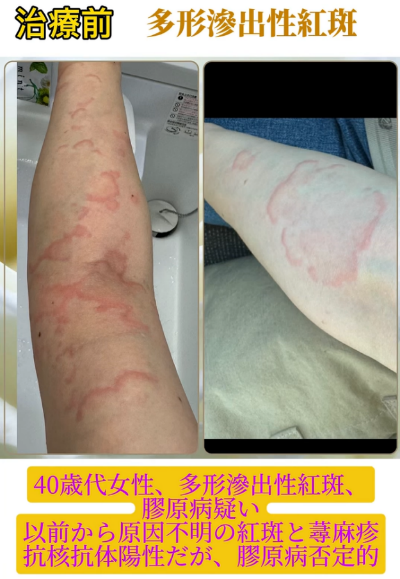 治療前 多形滲出性紅斑
40歳代女性、多形滲出性紅斑、
膠原病疑い
以前から原因不明の紅斑と蕁麻疹
抗核抗体陽性だが、膠原病否定的